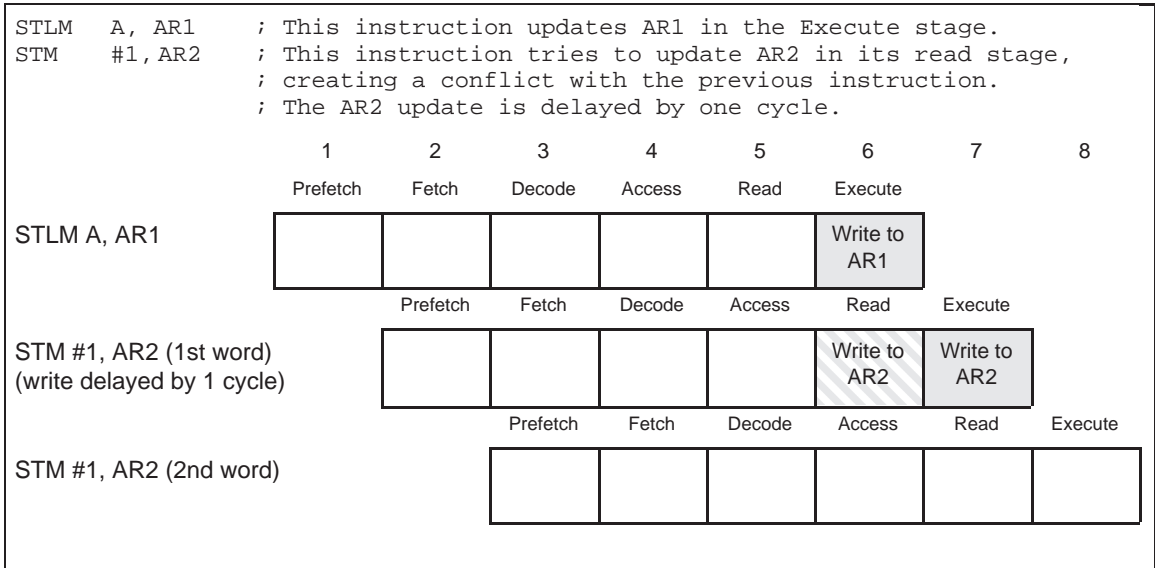 STLM A, AR1 ; This instruction updates AR1 in the Execute stage.
STM #1,AR2 ; This instruction tries to update AR2 in its read stage,
; creating a conflict with the previous instruction.
; The AR2 update is delayed by one cycle.
1 2 3 4 5 6 7 8
Prefetch Fetch Decode Access Read Execute
STLM A, AR1
Write to
AR1
Prefetch Fetch Decode Access Read Execute
STM #1, AR2 (1st word)
(write delayed by 1 cycle)
Write to
AR2
Write to
AR2
Prefetch Fetch Decode Access Read Execute
STM #1, AR2 (2nd word)